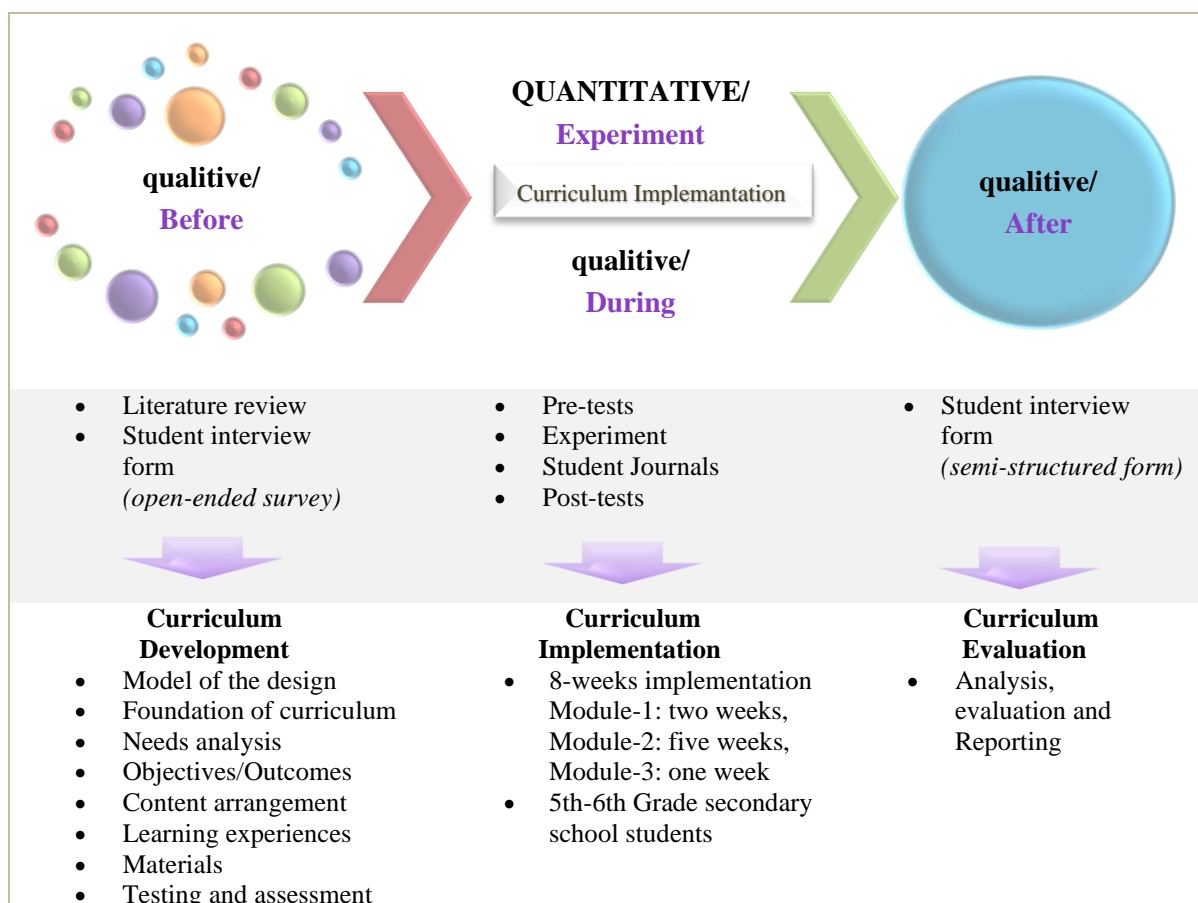 qualitive/
Before
QUANTITATIVE/
Experiment
Curriculum Implemantation
qualitive/
During
qualitive/
After
• Literature review
• Student interview
form
(open-ended survey)
• Pre-tests
• Experiment
• Student Journals
• Post-tests
• Student interview
form
(semi-structured form)
Curriculum
Development
• Model of the design
• Foundation of curriculum
• Needs analysis
• Objectives/Outcomes
• Content arrangement
• Learning experiences
• Materials
• Testing and assessment
Curriculum
Implementation
• 8-weeks implementation
Module-1: two weeks,
Module-2: five weeks,
Module-3: one week
• 5th-6th Grade secondary
school students
Curriculum
Evaluation
• Analysis,
evaluation and
Reporting